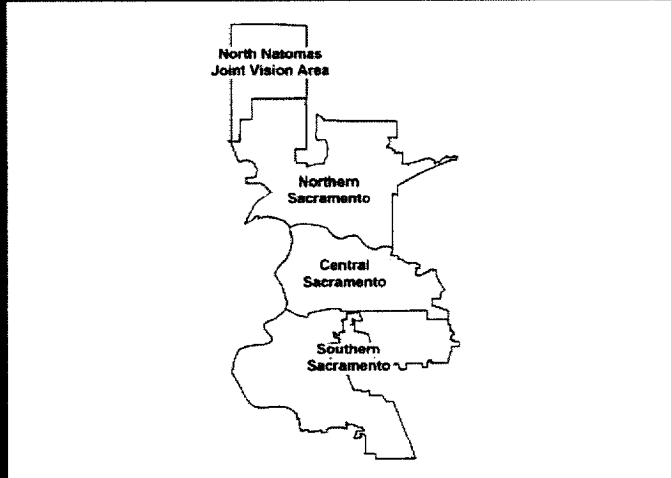 North Natomas
Joint Vision Area
Northern
Sacramento
Central
Sacramento
Southern
Sacramento